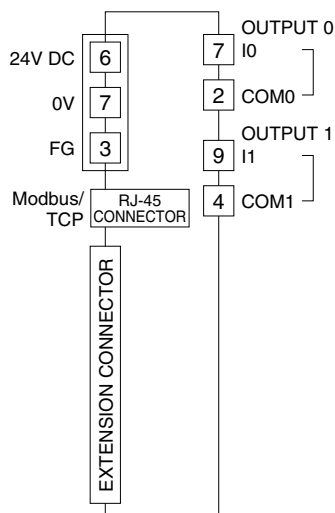 24V DC 6
0V 7
FG 3
Modbus/
TCP
RJ-45
CONNECTOR
EXTENSION CONNECTOR
OUTPUT 0
7 I0
2 COM0
OUTPUT 1
9 I1
4 COM1